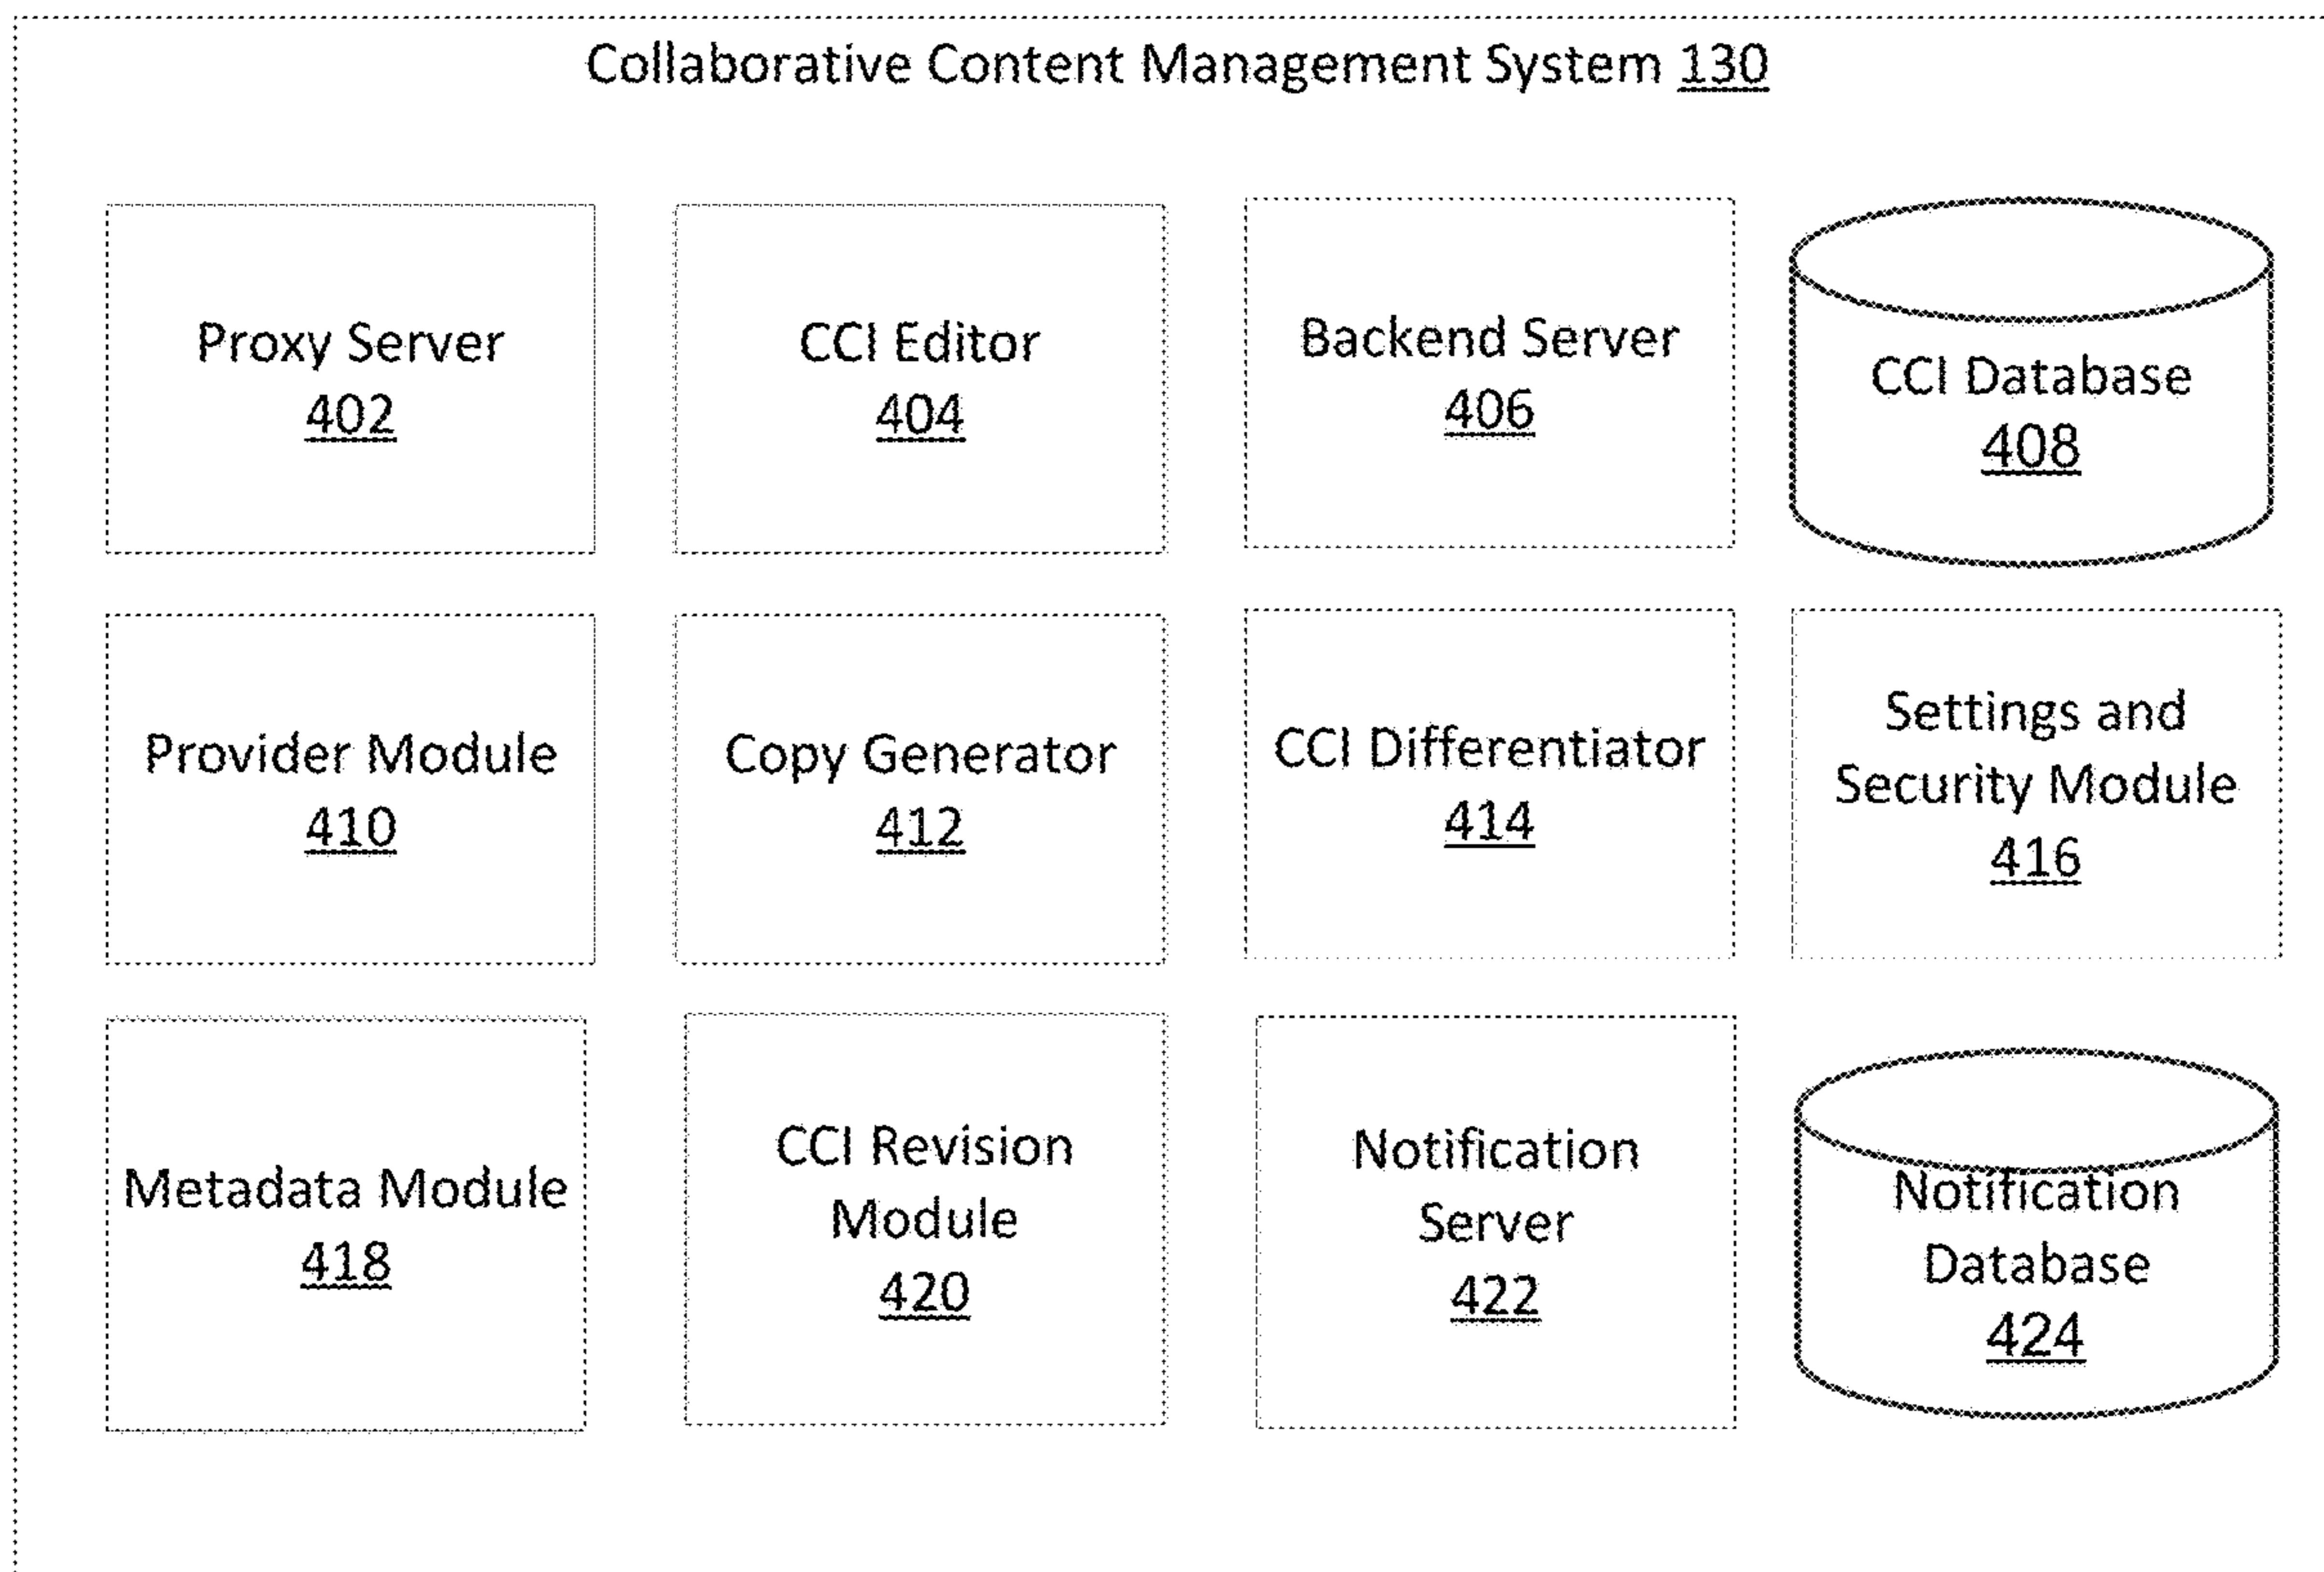 Collaborative Content Management System 130
Proxy Server
402
CCI Editor
404
Backend Server
406
CCI Database
408
Provider Module
410
Copy Generator
412
CCI Differentiator
414
Settings and
Security Module
416
Metadata Module
418
CCI Revision
Module
420
Notification
Server
422
Notification
Database
424